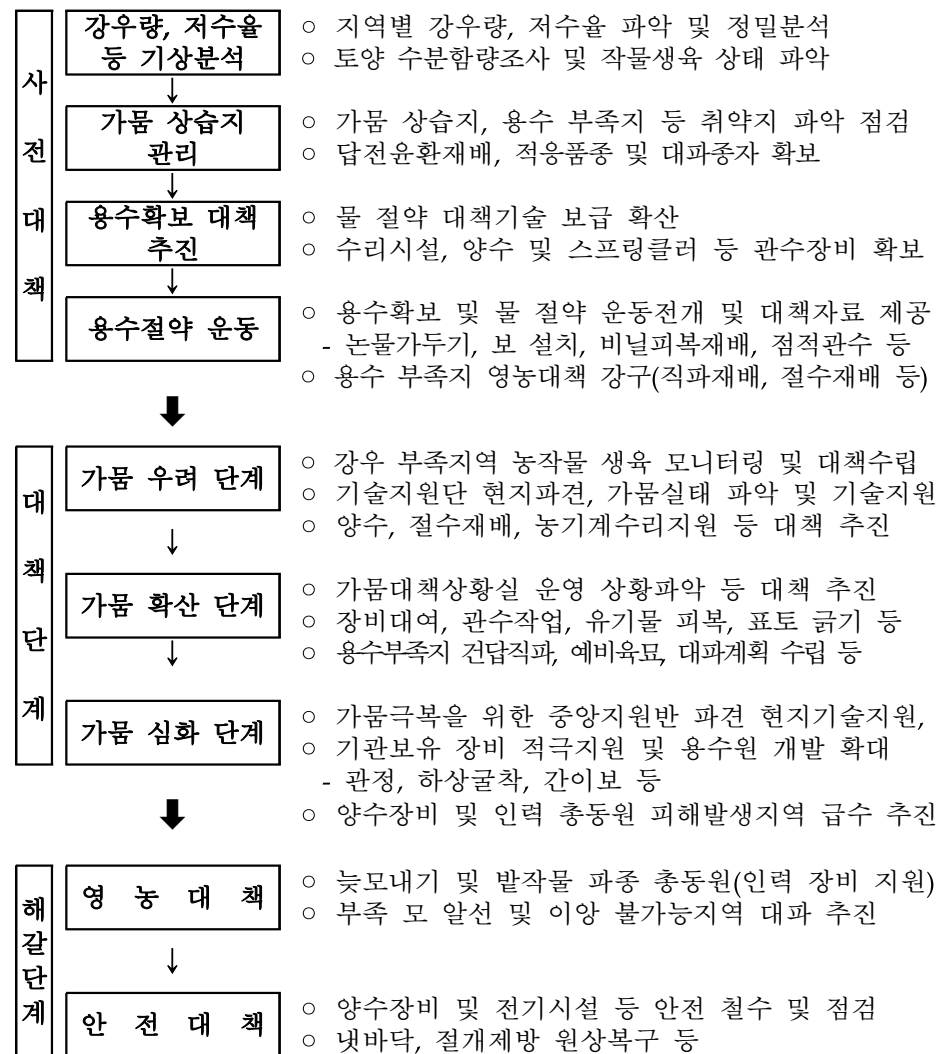 사전대책
강우량, 저수율
등 기상분석
○ 지역별 강우량, 저수율 파악 및 정밀분석
○ 토양 수분함량조사 및 작물생육 상태 파악
↓
가뭄 상습지
관리
○ 가뭄 상습지, 용수 부족지 등 취약지 파악 점검
○ 답전윤환재배, 적응품종 및 대파종자 확보
↓
용수확보 대책
추진
○ 물 절약 대책기술 보급 확산
○ 수리시설, 양수 및 스프링클러 등 관수장비 확보
↓
용수절약 운동
○ 용수확보 및 물 절약 운동전개 및 대책자료 제공
- 논물가두기, 보 설치, 비닐피복재배, 점적관수 등
○ 용수 부족지 영농대책 강구(직파재배, 절수재배 등)
대책단계
가뭄 우려 단계
○ 강우 부족지역 농작물 생육 모니터링 및 대책수립
○ 기술지원단 현지파견, 가뭄실태 파악 및 기술지원
○ 양수, 절수재배, 농기계수리지원 등 대책 추진
↓
가뭄 확산 단계
○ 가뭄대책상황실 운영 상황파악 등 대책 추진
○ 장비대여, 관수작업, 유기물 피복, 표토 긁기 등
○ 용수부족지 건답직파, 예비육묘, 대파계획 수립 등
↓
가뭄 심화 단계
○ 가뭄극복을 위한 중앙지원반 파견 현지기술지원,
○ 기관보유 장비 적극지원 및 용수원 개발 확대
- 관정, 하상굴착, 간이보 등
○ 양수장비 및 인력 총동원 피해발생지역 급수 추진
해갈단계
영 농 대 책
○ 늦모내기 및 밭작물 파종 총동원(인력 장비 지원)
○ 부족 모 알선 및 이앙 불가능지역 대파 추진
↓
안 전 대 책
○ 양수장비 및 전기시설 등 안전 철수 및 점검
○ 냇바닥, 절개제방 원상복구 등